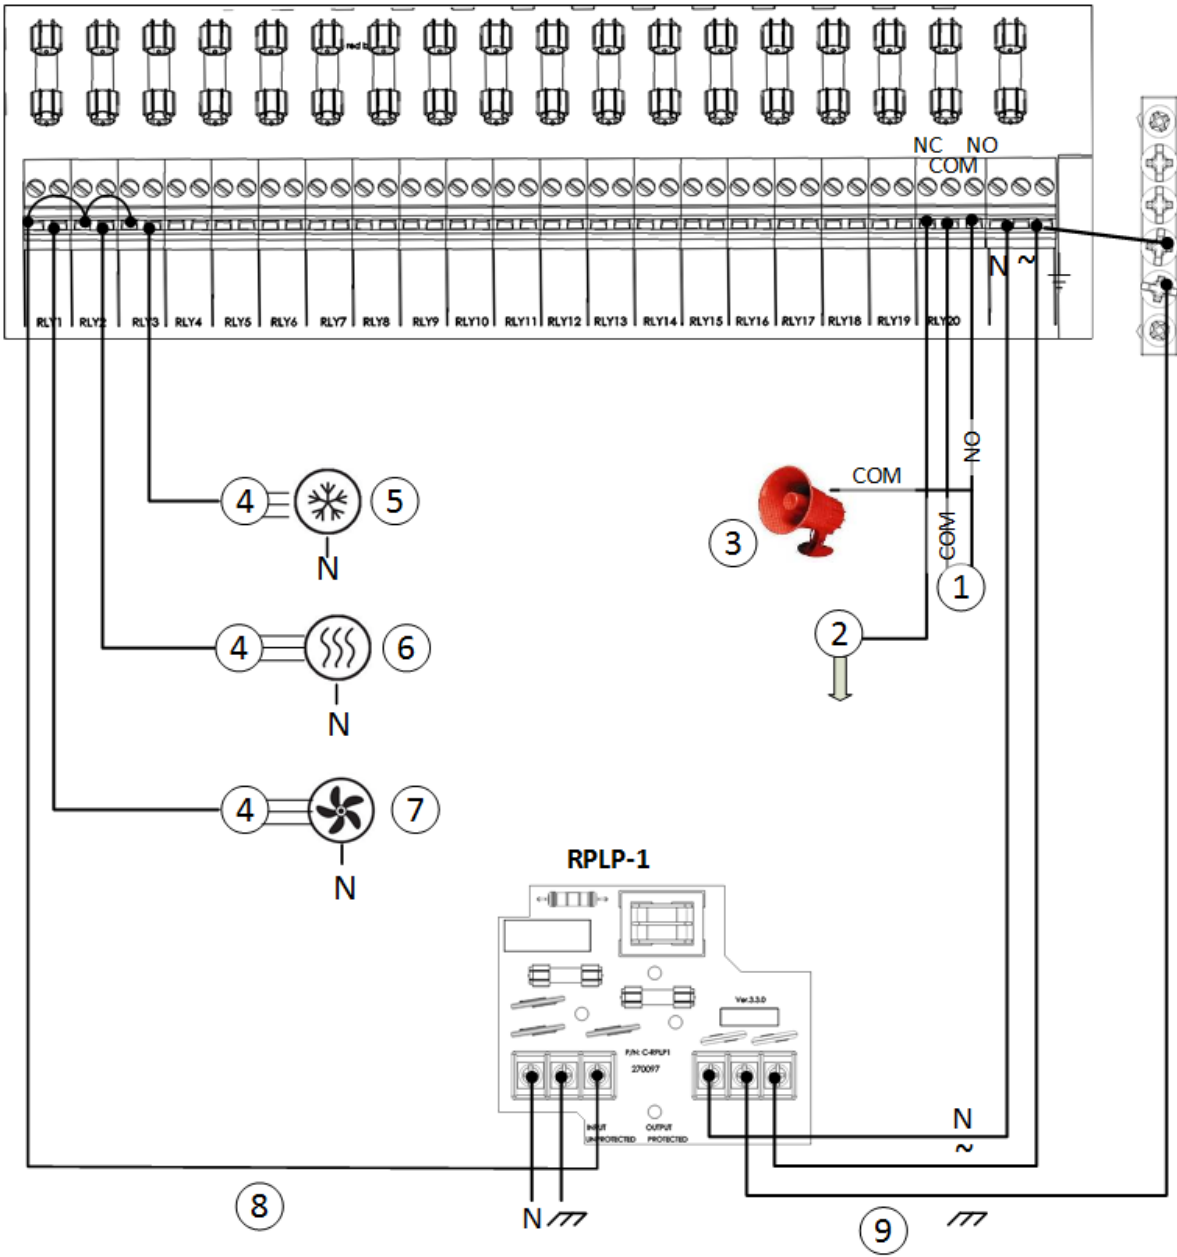 red b
NC NO
COM
N ~
RLY1 RLY2 RLY3 RLY4 RLY5 RLY6 RLY7 RLY8 RLY9 RLY10 RLY11 RLY12 RLY13 RLY14 RLY15 RLY16 RLY17 RLY18 RLY19 RLY20
NO
COM
COM
3
1
2
4 5
N
4 6
N
4 7
N
RPLP-1
Ver.3.3.0
P/N: C-RPLP1
270097
INPUT OUTPUT
UNPROTECTED PROTECTED
N
~
8
N
9